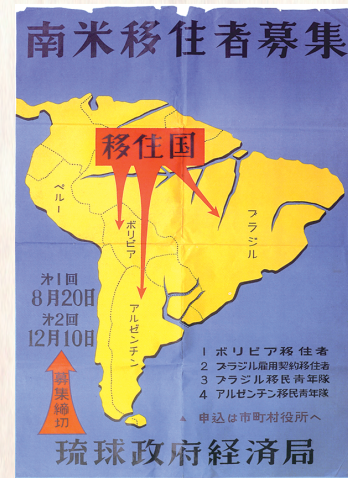 南米移住者募集
移住国
ペルー
ボリビア
ブラジル
アルゼンチン
才1回
8月20日
才2回
12月10日
募集締切
1 ボリビア移住者
2 ブラジル雇用契約移住者
3 ブラジル移民青年隊
4 アルゼンチン移民青年隊
申込は市町村役所へ
琉球政府経済局